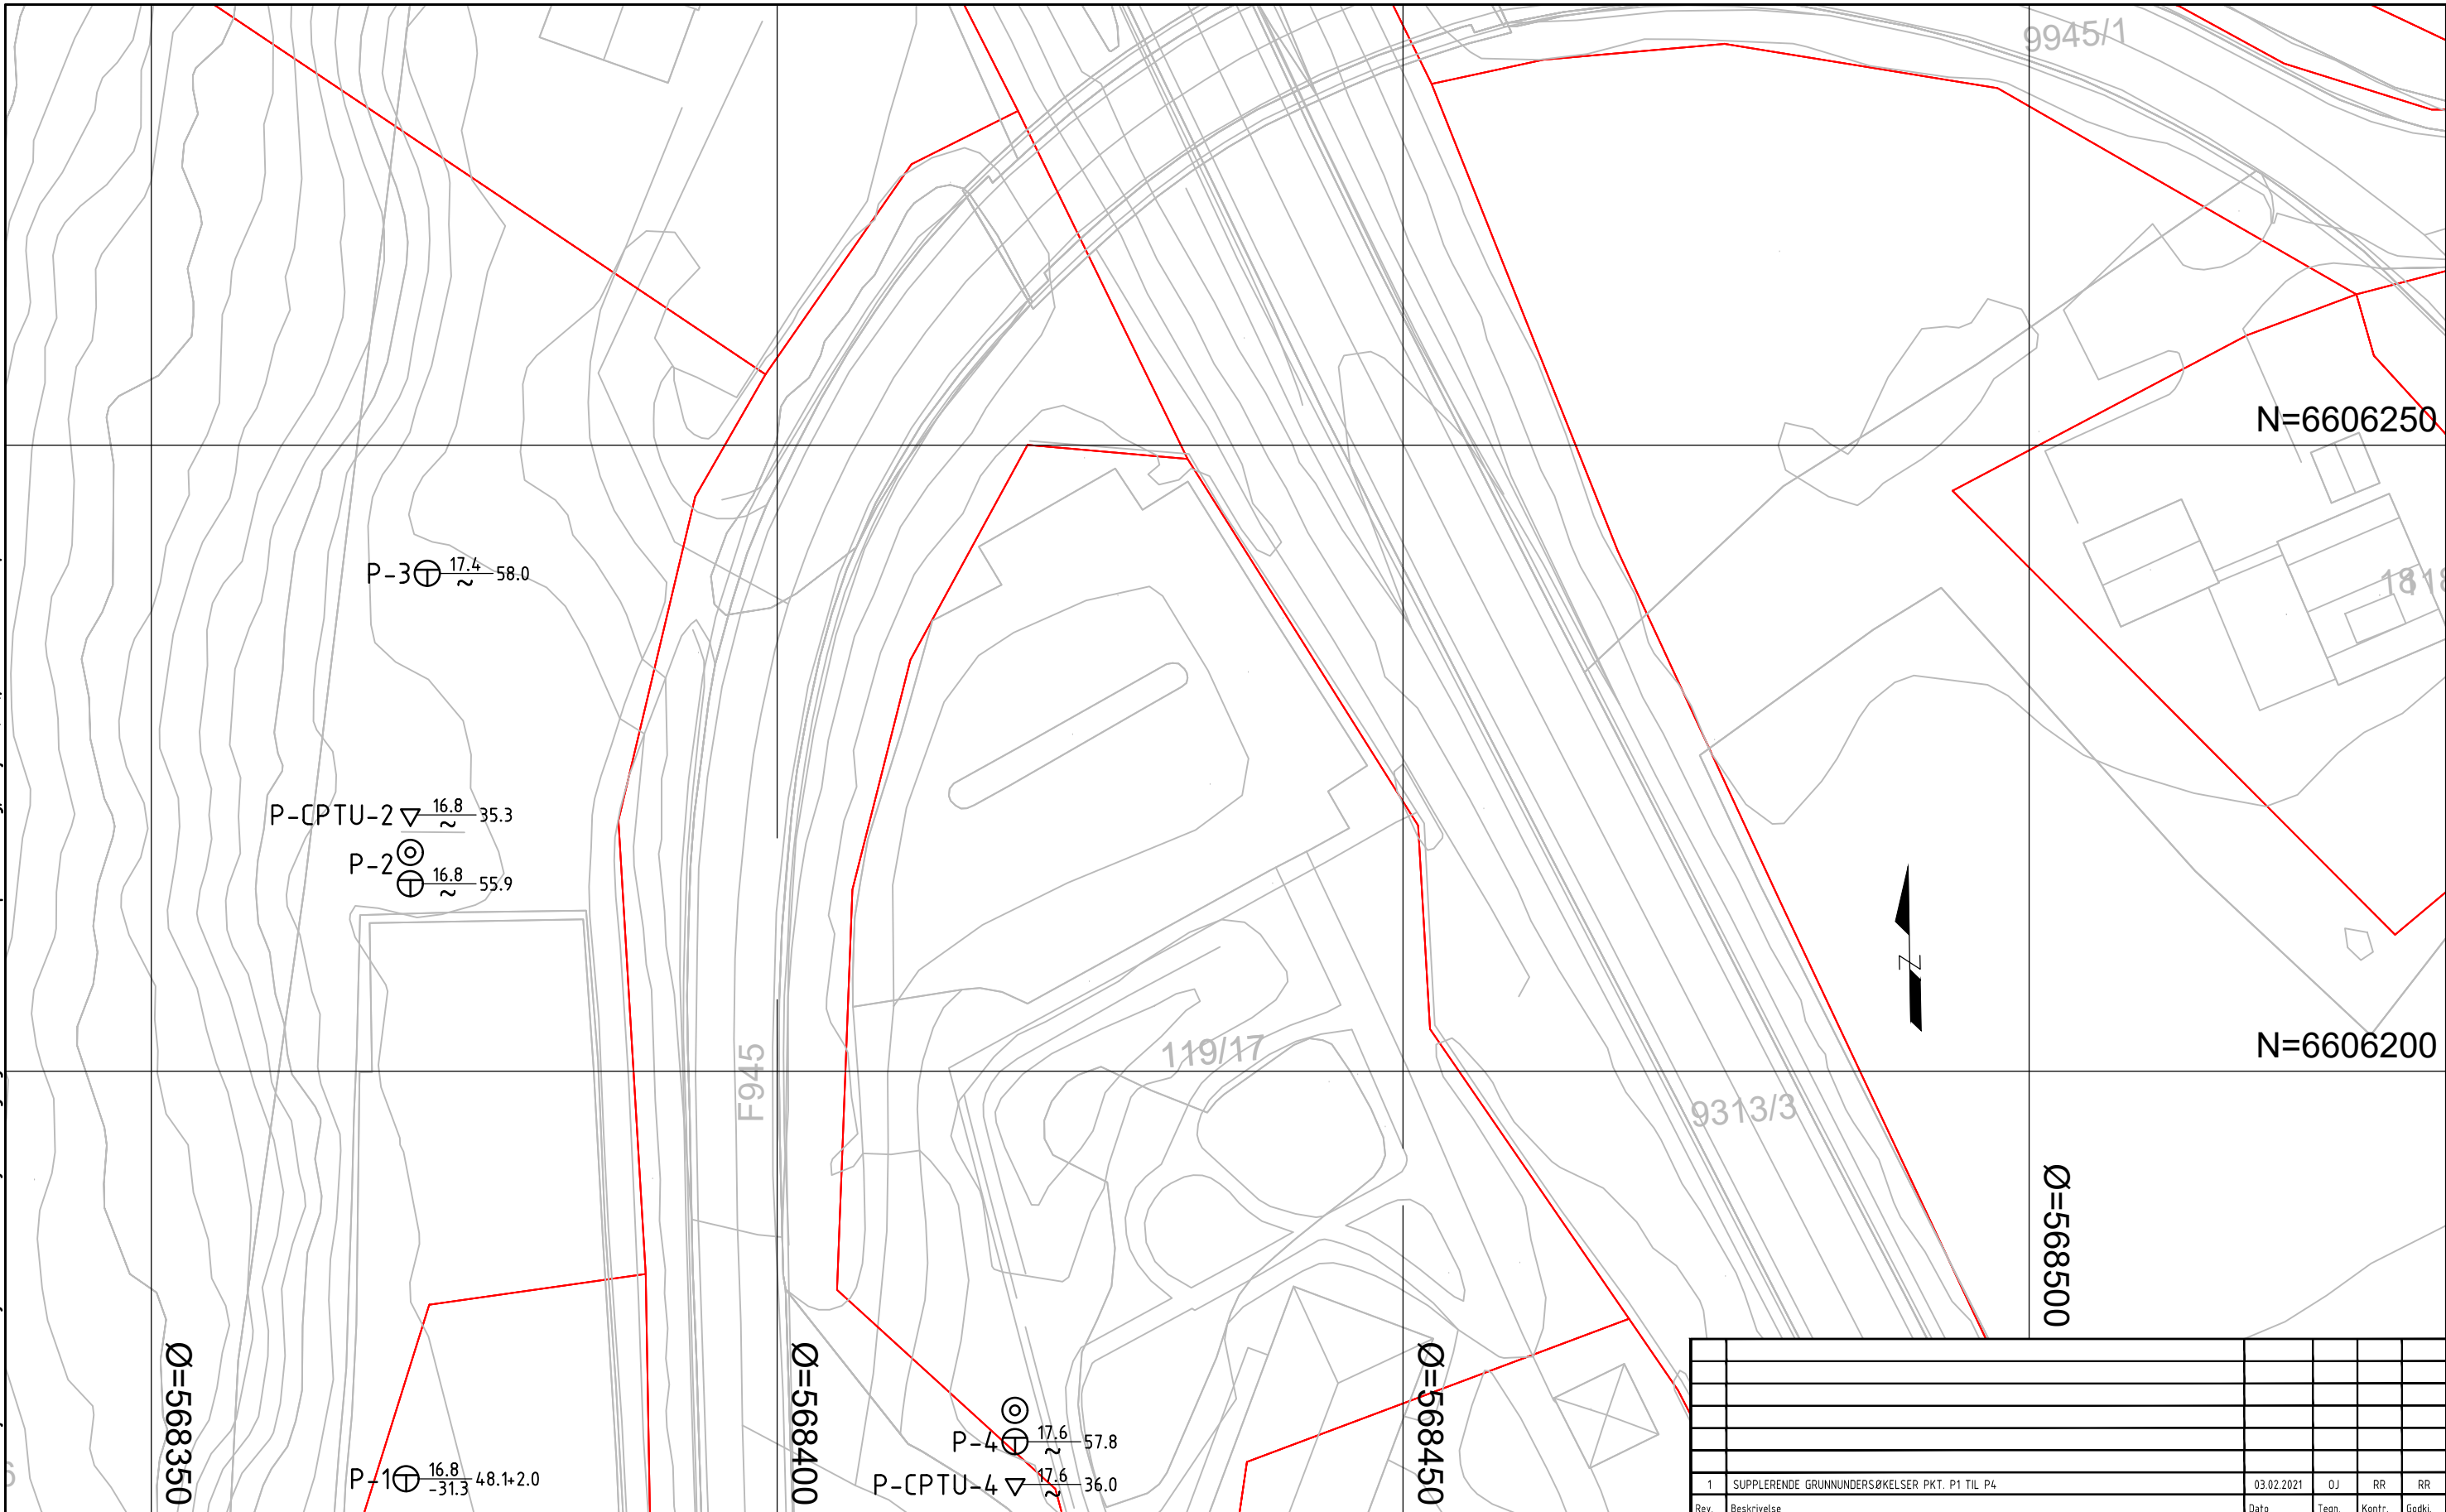 9945/1
N=6606250
P-3 17.4 58.0
~
18 18
P-CPTU-2 16.8 35.3
~
P-2 16.8 55.9
~
N
119/17
F945
N=6606200
9313/3
Ø=568500
Ø=568350
Ø=568400
Ø=568450
P-4 17.6 57.8
~
P-1 16.8 48.1+2.0
-31.3
P-CPTU-4 17.6 36.0
~
1 SUPPLERENDE GRUNNUNDERSØKELSER PKT. P1 TIL P4 03.02.2021 OJ RR RR
Rev. Beskrivelse Dato Tegn. Kontr. Godkj.